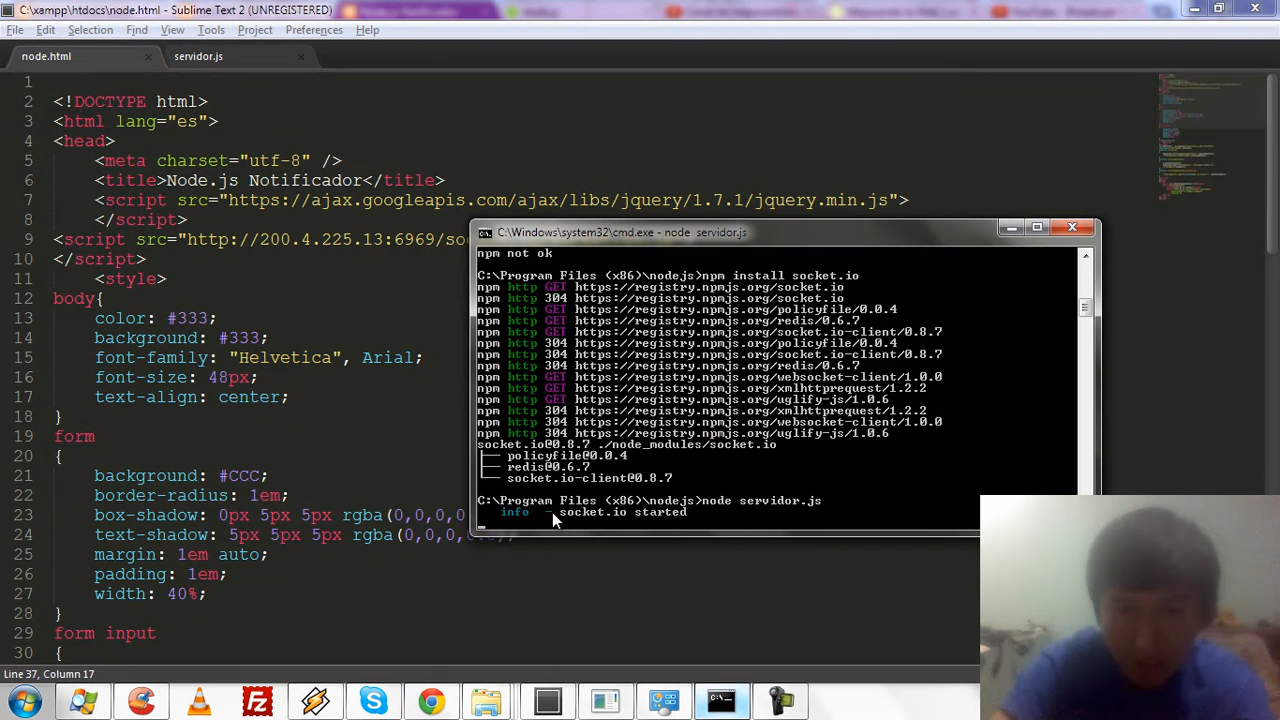 C:\xampp\htdocs\node.html - Sublime Text 2 (UNREGISTERED)
File Edit Selection Find View Tools Project Preferences Help
node.html × servidor.js ×
1
2 <!DOCTYPE html>
3 <html lang="es">
4 <head>
5 <meta charset="utf-8" />
6 <title>Node.js Notificador</title>
7 <script src="https://ajax.googleapis.com/ajax/libs/jquery/1.7.1/jquery.min.js">
8 </script>
9 <script src="http://200.4.225.13:6969/so
10 </script>
11 <style>
12 body{
13 color: #333;
14 background: #333;
15 font-family: "Helvetica", Arial;
16 font-size: 48px;
17 text-align: center;
18 }
19 form
20 {
21 background: #CCC;
22 border-radius: 1em;
23 box-shadow: 0px 5px 5px rgba(0,0,0,0
24 text-shadow: 5px 5px 5px rgba(0,0,0,
25 margin: 1em auto;
26 padding: 1em;
27 width: 40%;
28 }
29 form input
30 {
Line 37, Column 17
C:\Windows\system32\cmd.exe - node servidor.js
npm not ok
C:\Program Files (x86)\nodejs>npm install socket.io
npm http GET https://registry.npmjs.org/socket.io
npm http 304 https://registry.npmjs.org/socket.io
npm http GET https://registry.npmjs.org/policyfile/0.0.4
npm http GET https://registry.npmjs.org/redis/0.6.7
npm http GET https://registry.npmjs.org/socket.io-client/0.8.7
npm http 304 https://registry.npmjs.org/policyfile/0.0.4
npm http 304 https://registry.npmjs.org/socket.io-client/0.8.7
npm http 304 https://registry.npmjs.org/redis/0.6.7
npm http GET https://registry.npmjs.org/websocket-client/1.0.0
npm http GET https://registry.npmjs.org/xmlhttprequest/1.2.2
npm http GET https://registry.npmjs.org/uglify-js/1.0.6
npm http 304 https://registry.npmjs.org/xmlhttprequest/1.2.2
npm http 304 https://registry.npmjs.org/websocket-client/1.0.0
npm http 304 https://registry.npmjs.org/uglify-js/1.0.6
socket.io@0.8.7 ./node_modules/socket.io
├── policyfile@0.0.4
├── redis@0.6.7
└── socket.io-client@0.8.7
C:\Program Files (x86)\nodejs>node servidor.js
info - socket.io started